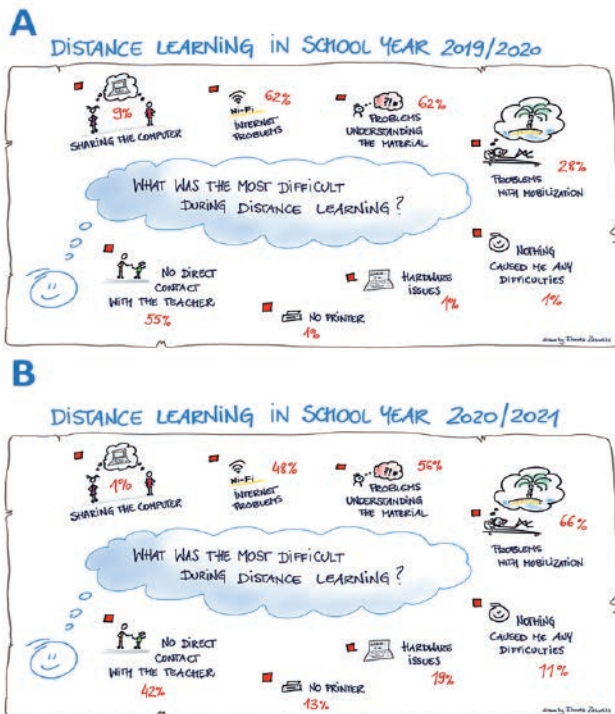 A
DISTANCE LEARNING IN SCHOOL YEAR 2019/2020
9%
SHARING THE COMPUTER
Wi-Fi
62%
INTERNET
PROBLEMS
?!
62%
PROBLEMS
UNDERSTANDING
THE MATERIAL
28%
PROBLEMS
WITH MOBILIZATION
WHAT WAS THE MOST DIFFICULT
DURING DISTANCE LEARNING?
NO DIRECT
CONTACT
WITH THE TEACHER
55%
NO PRINTER
1%
HARDWARE
ISSUES
1%
NOTHING
CAUSED ME ANY
DIFFICULTIES
1%
drawn by
B
DISTANCE LEARNING IN SCHOOL YEAR 2020/2021
1%
SHARING THE COMPUTER
Wi-Fi
48%
INTERNET
PROBLEMS
?!
56%
PROBLEMS
UNDERSTANDING
THE MATERIAL
66%
PROBLEMS
WITH MOBILIZATION
WHAT WAS THE MOST DIFFICULT
DURING DISTANCE LEARNING?
NO DIRECT
CONTACT
WITH THE TEACHER
42%
NO PRINTER
13%
HARDWARE
ISSUES
19%
NOTHING
CAUSED ME ANY
DIFFICULTIES
11%
drawn by